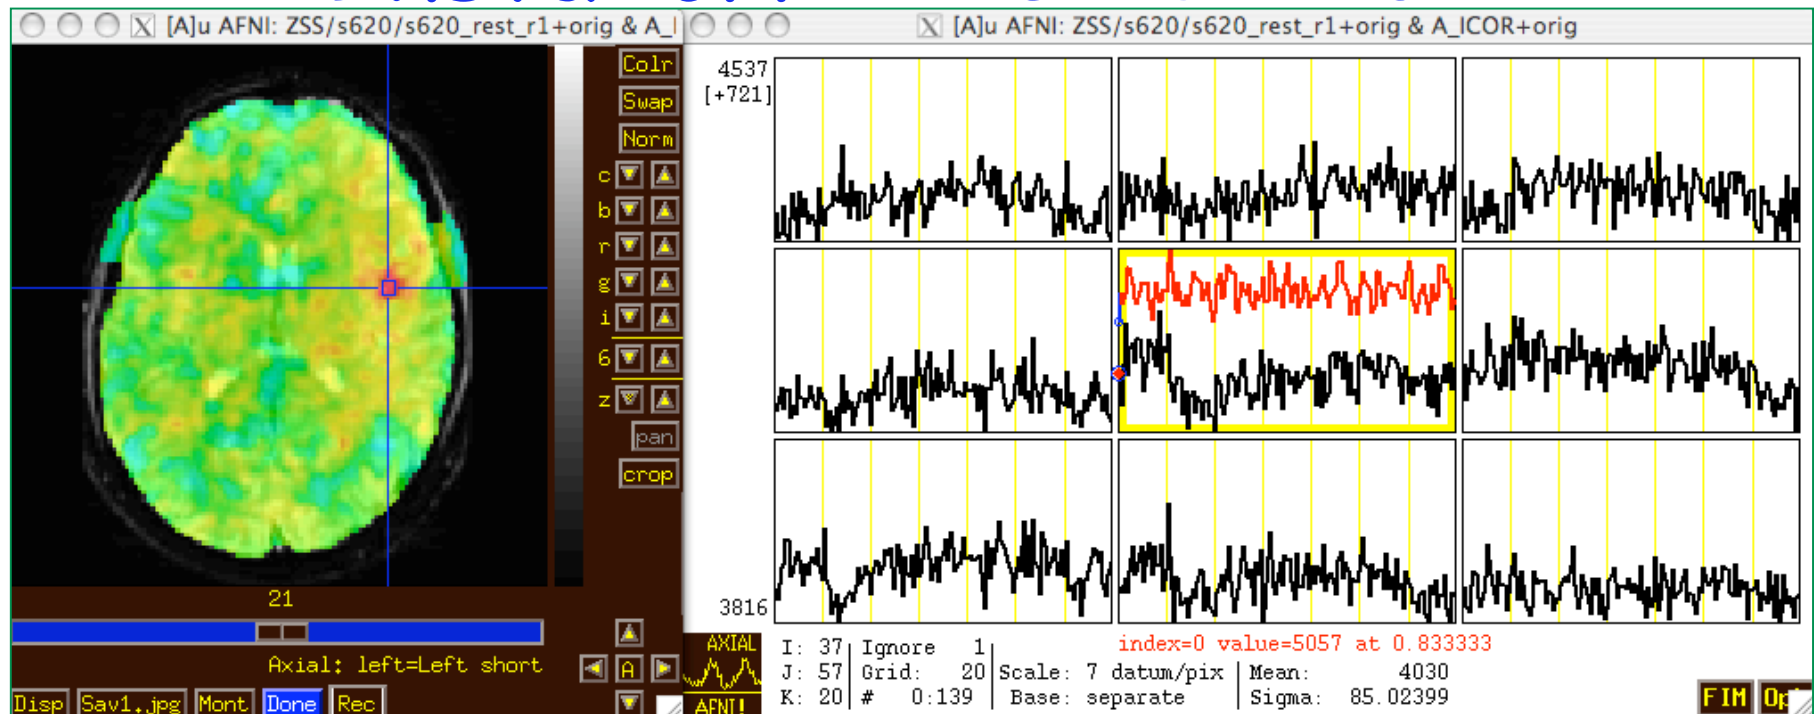 [A]u AFNI: ZSS/s620/s620_rest_r1+orig & A_I
Colr
Swap
Norm
c
b
r
g
i
6
z
pan
crop
21
Axial: left=Left short
A
Disp Sav1.jpg Mont Done Rec
X [A]u AFNI: ZSS/s620/s620_rest_r1+orig & A_ICOR+orig
4537
[+721]
3816
AXIAL
AFNI!
index=0 value=5057 at 0.833333
I: 37 Ignore 1
J: 57 Grid: 20 Scale: 7 datum/pix Mean: 4030
K: 20 # 0:139 Base: separate Sigma: 85.02399
FIM Op